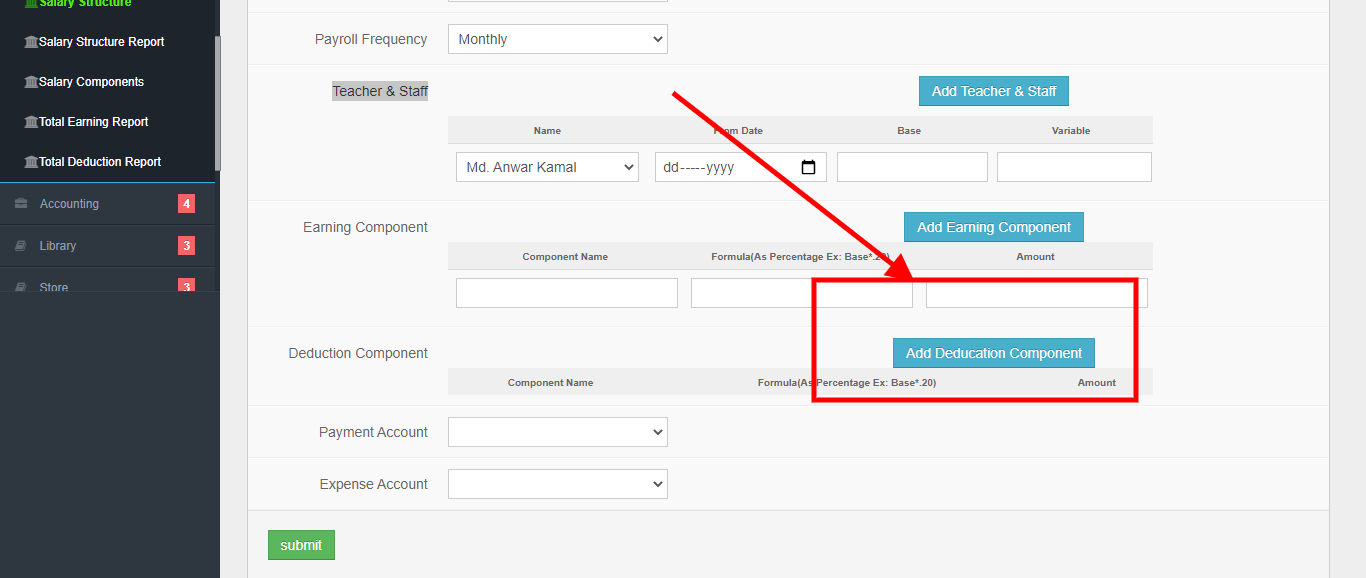 Salary Structure
Salary Structure Report
Salary Components
Total Earning Report
Total Deduction Report
Accounting 4
Library 3
Store 3
Payroll Frequency Monthly
Teacher & Staff Add Teacher & Staff
Name From Date Base Variable
Md. Anwar Kamal dd-----yyyy
Earning Component Add Earning Component
Component Name Formula(As Percentage Ex: Base*.20) Amount
Deduction Component Add Deducation Component
Component Name Formula(As Percentage Ex: Base*.20) Amount
Payment Account
Expense Account
submit